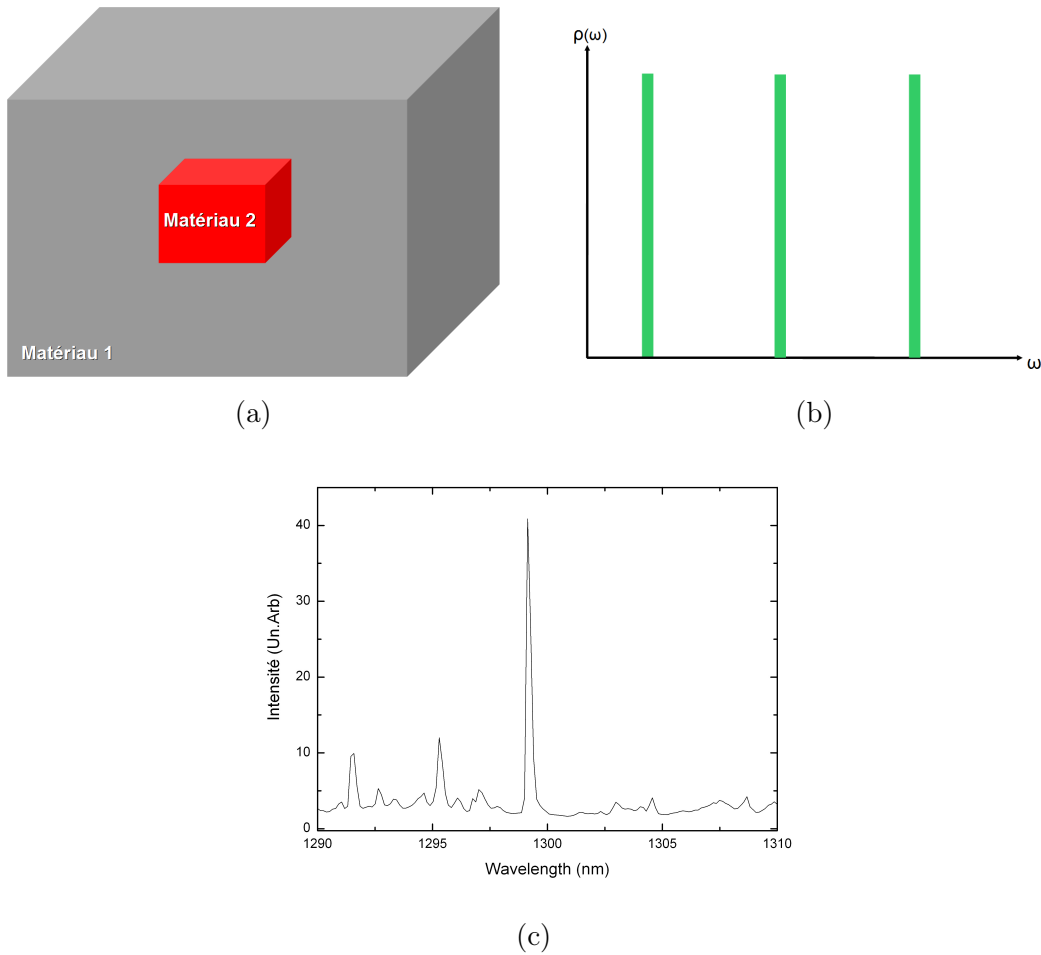 Matériau 2
Matériau 1
(a)
ρ(ω)
ω
(b)
Intensité (Un.Arb)
40
30
20
10
0
1290
1295
1300
1305
1310
Wavelength (nm)
(c)